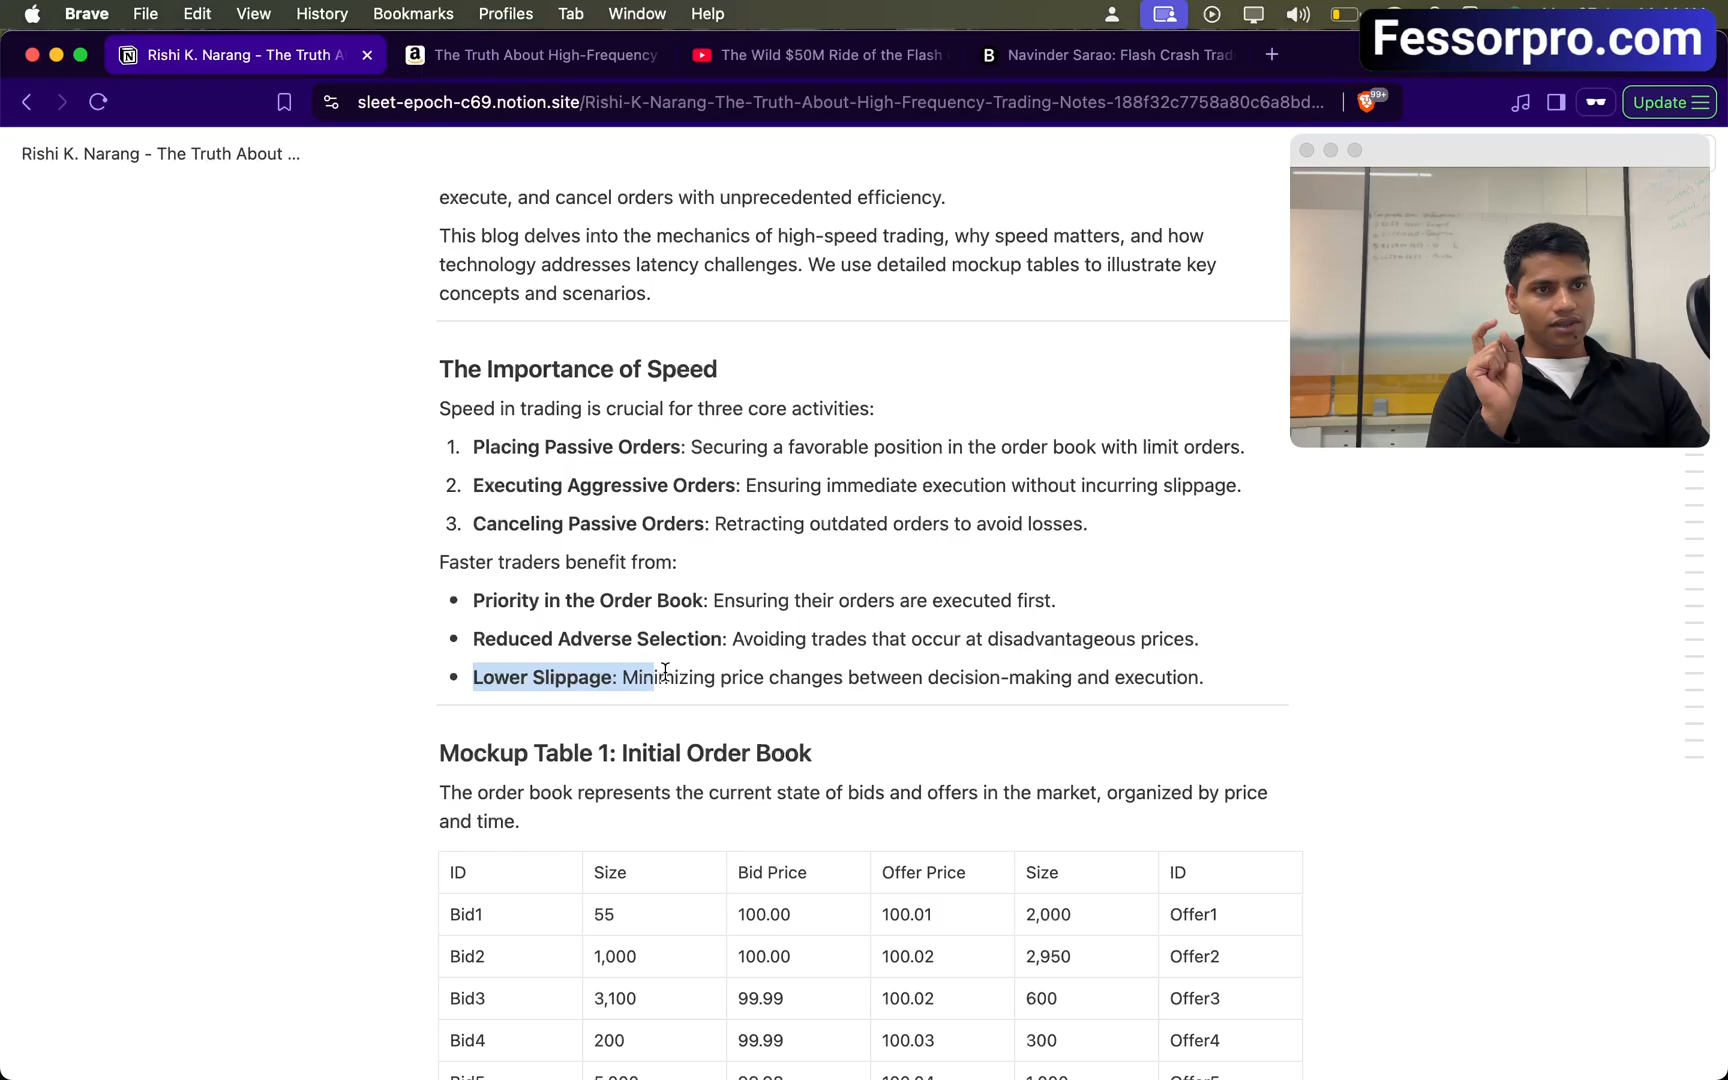 Brave File Edit View History Bookmarks Profiles Tab Window Help
Fessorpro.com
Rishi K. Narang - The Truth A
The Truth About High-Frequency
The Wild $50M Ride of the Flash
B Navinder Sarao: Flash Crash Trad
sleet-epoch-c69.notion.site/Rishi-K-Narang-The-Truth-About-High-Frequency-Trading-Notes-188f32c7758a80c6a8bd...
99+
Update
Rishi K. Narang - The Truth About ...
execute, and cancel orders with unprecedented efficiency.
This blog delves into the mechanics of high-speed trading, why speed matters, and how
technology addresses latency challenges. We use detailed mockup tables to illustrate key
concepts and scenarios.
The Importance of Speed
Speed in trading is crucial for three core activities:
1. Placing Passive Orders: Securing a favorable position in the order book with limit orders.
2. Executing Aggressive Orders: Ensuring immediate execution without incurring slippage.
3. Canceling Passive Orders: Retracting outdated orders to avoid losses.
Faster traders benefit from:
• Priority in the Order Book: Ensuring their orders are executed first.
• Reduced Adverse Selection: Avoiding trades that occur at disadvantageous prices.
• Lower Slippage: Minimizing price changes between decision-making and execution.
Mockup Table 1: Initial Order Book
The order book represents the current state of bids and offers in the market, organized by price
and time.
ID Size Bid Price Offer Price Size ID
Bid1 55 100.00 100.01 2,000 Offer1
Bid2 1,000 100.00 100.02 2,950 Offer2
Bid3 3,100 99.99 100.02 600 Offer3
Bid4 200 99.99 100.03 300 Offer4